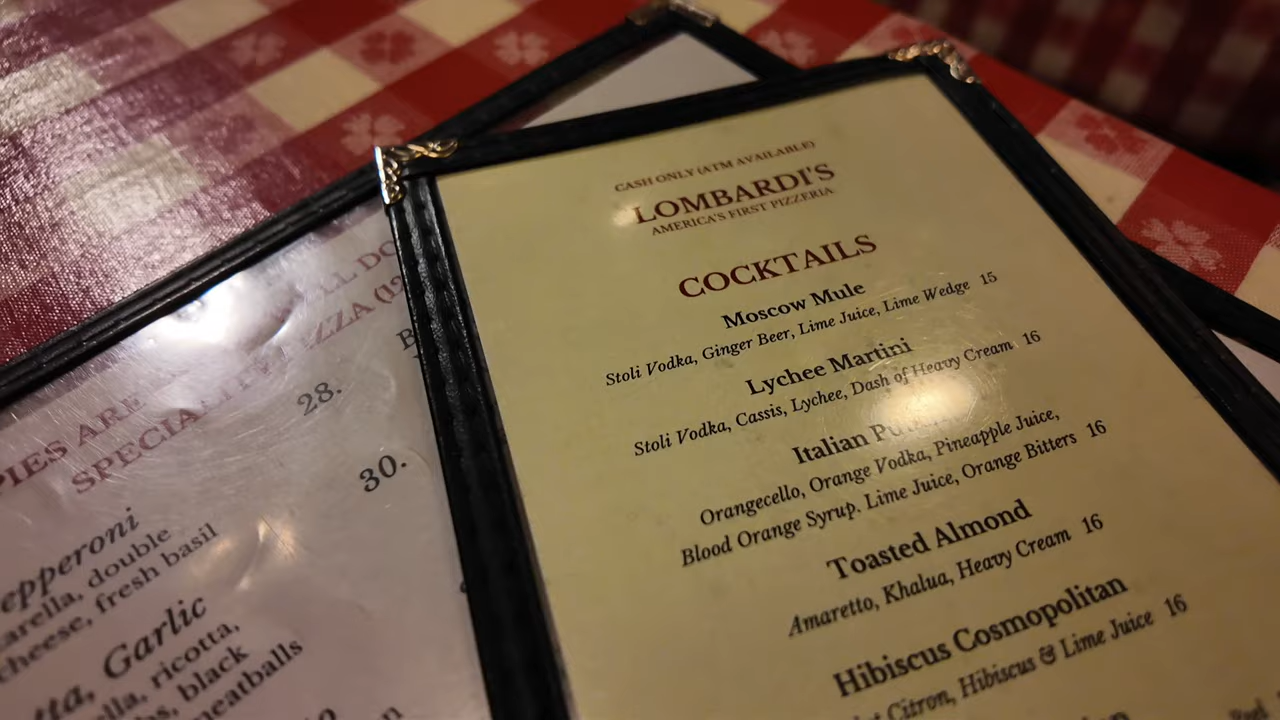 CASH ONLY (ATM AVAILABLE)
LOMBARDI'S
AMERICA'S FIRST PIZZERIA
COCKTAILS
Moscow Mule
Stoli Vodka, Ginger Beer, Lime Juice, Lime Wedge 15
Lychee Martini
Stoli Vodka, Cassis, Lychee, Dash of Heavy Cream 16
Italian
Orangecello, Orange Vodka, Pineapple Juice,
Blood Orange Syrup. Lime Juice, Orange Bitters 16
Toasted Almond
Amaretto, Khalua, Heavy Cream 16
Hibiscus Cosmopolitan
Citron, Hibiscus & Lime Juice 16
PIES ARE
SPECIALITY
28.
30.
epperoni
arella, double
cheese, fresh basil
Garlic
ella, ricotta,
black
meatballs